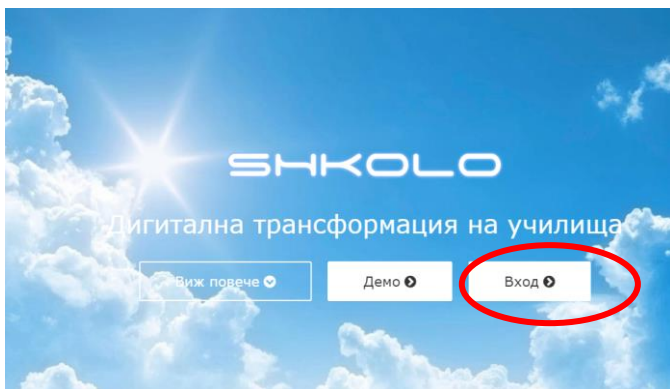 SHKOLO
Дигитална трансформация на училища
Виж повече
Демо
Вход